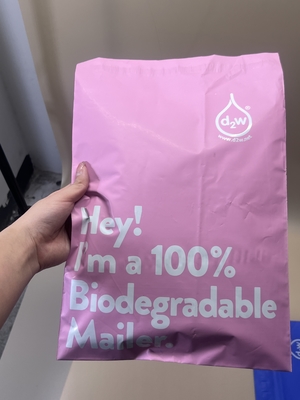 d2w
Hey!
I'm a 100%
Biodegradable
Mailer.